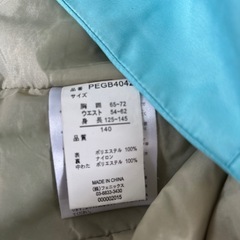 品番 PEGB404
サイズ
胸 囲 65-72
ウエスト 54-62
身 長 125-145
140
品質
表 ポリエステル 100%
裏 ナイロン
中わた ポリエステル 100%
MADE IN CHINA
(株)フェニックス
03-6833-3430
000002015